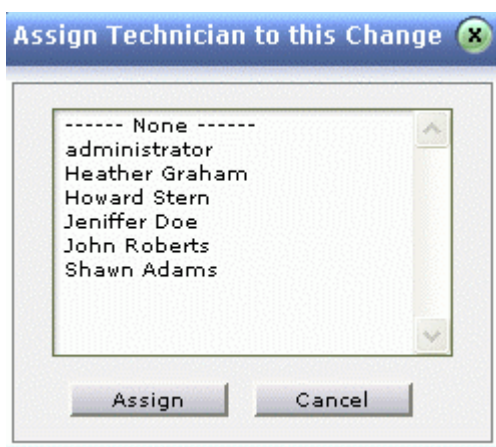 Assign Technician to this Change
------ None ------
administrator
Heather Graham
Howard Stern
Jeniffer Doe
John Roberts
Shawn Adams
Assign Cancel